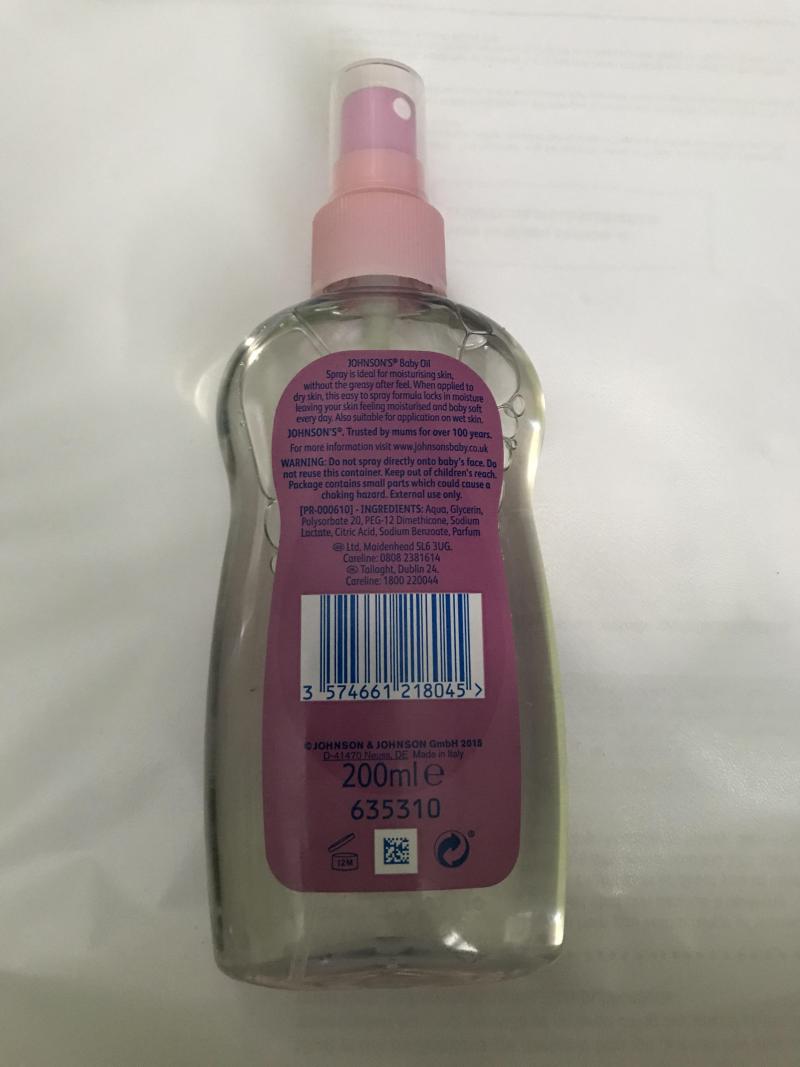 JOHNSON'S® Baby Oil
Spray is ideal for moisturising skin,
without the greasy after feel. When applied to
dry skin, this easy to spray formula locks in moisture
leaving your skin feeling moisturised and baby soft
every day. Also suitable for application on wet skin.
JOHNSON'S®. Trusted by mums for over 100 years.
For more information visit www.johnsonsbaby.co.uk
WARNING: Do not spray directly onto baby's face. Do
not reuse this container. Keep out of children's reach.
Package contains small parts which could cause a
choking hazard. External use only.
[PR-000610] - INGREDIENTS: Aqua, Glycerin,
Polysorbate 20, PEG-12 Dimethicone, Sodium
Lactate, Citric Acid, Sodium Benzoate, Parfum
Ltd, Maidenhead SL6 3UG.
Careline: 0808 2381614
Tallaght, Dublin 24.
Careline: 1800 220044
3 574661 218045 >
©JOHNSON & JOHNSON GmbH 2015
D-41470 Neuss, DE Made in Italy
200ml e
635310
12M